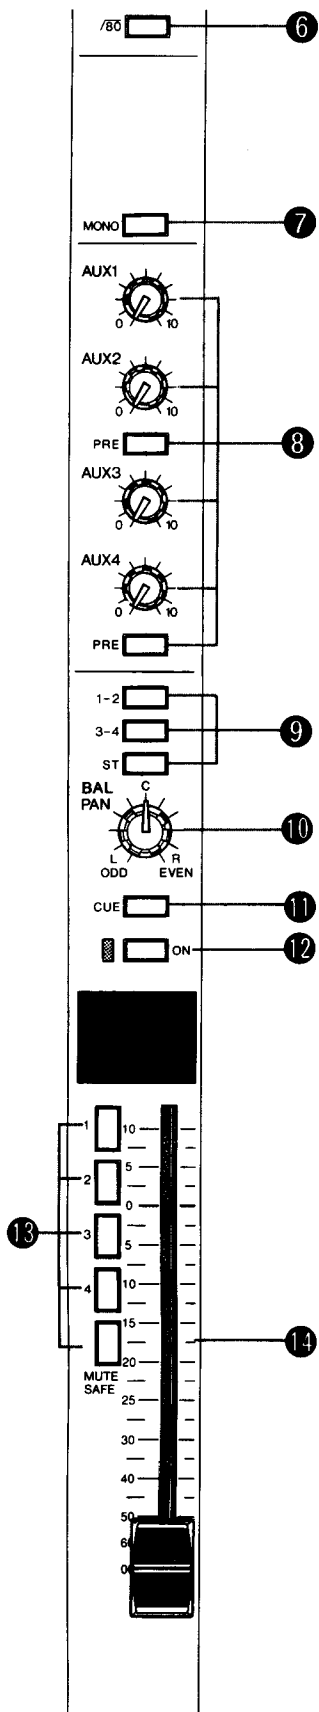 /80 6
MONO 7
AUX1
0 10
AUX2
0 10
PRE 8
AUX3
0 10
AUX4
0 10
PRE
1-2
3-4 9
ST
BAL
PAN
C
10
L R
ODD EVEN
CUE 11
ON 12
1 10
2 5
0
13 3 5
4 10
15
14
20
MUTE
SAFE
25
30
40
50
60
00